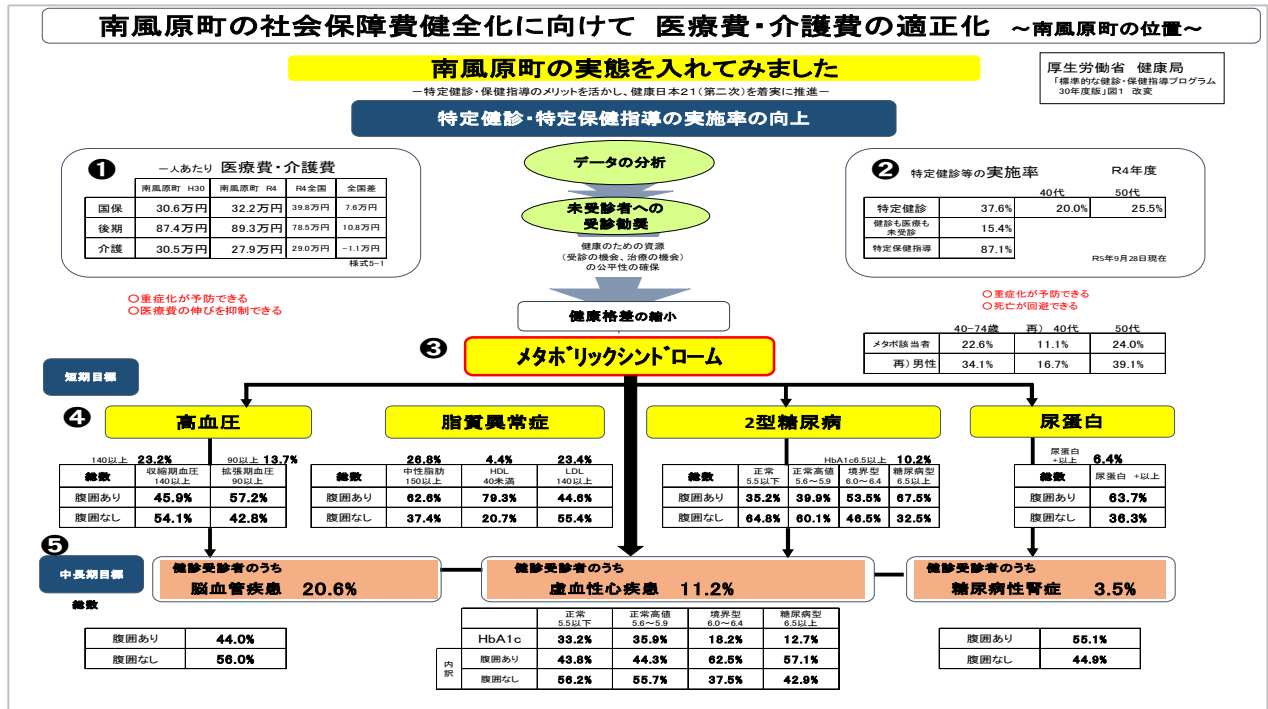 南風原町の社会保障費健全化に向けて 医療費・介護費の適正化 ～南風原町の位置～
南風原町の実態を入れてみました
－特定健診・保健指導のメリットを活かし、健康日本21(第二次)を着実に推進－
厚生労働省 健康局
「標準的な健診・保健指導プログラム
30年度版」図1 改変
特定健診・特定保健指導の実施率の向上
❶ 一人あたり 医療費・介護費
南風原町 H30 南風原町 R4 R4全国 全国差
国保 30.6万円 32.2万円 39.8万円 7.6万円
後期 87.4万円 89.3万円 78.5万円 10.8万円
介護 30.5万円 27.9万円 29.0万円 -1.1万円
様式5-1
〇重症化が予防できる
〇医療費の伸びを抑制できる
データの分析
未受診者への
受診勧奨
健康のための資源
(受診の機会、治療の機会)
の公平性の確保
健康格差の縮小
❷ 特定健診等の実施率 R4年度
40代 50代
特定健診 37.6% 20.0% 25.5%
健診も医療も
未受診 15.4%
特定保健指導 87.1%
R5年9月28日現在
〇重症化が予防できる
〇死亡が回避できる
40-74歳 再） 40代 50代
メタボ該当者 22.6% 11.1% 24.0%
再）男性 34.1% 16.7% 39.1%
❸ メタボリックシンドローム
短期目標
❹ 高血圧
脂質異常症
2型糖尿病
尿蛋白
140以上 23.2% 90以上 13.7%
総数 収縮期血圧 140以上 拡張期血圧 90以上
腹囲あり 45.9% 57.2%
腹囲なし 54.1% 42.8%
26.8% 4.4% 23.4%
総数 中性脂肪 150以上 HDL 40未満 LDL 140以上
腹囲あり 62.6% 79.3% 44.6%
腹囲なし 37.4% 20.7% 55.4%
HbA1c6.5以上 10.2%
総数 正常 5.5以下 正常高値 5.6～5.9 境界型 6.0～6.4 糖尿病型 6.5以上
腹囲あり 35.2% 39.9% 53.5% 67.5%
腹囲なし 64.8% 60.1% 46.5% 32.5%
尿蛋白
+以上 6.4%
総数 尿蛋白 +以上
腹囲あり 63.7%
腹囲なし 36.3%
❺
中長期目標
健診受診者のうち
脳血管疾患 20.6%
健診受診者のうち
虚血性心疾患 11.2%
健診受診者のうち
糖尿病性腎症 3.5%
総数
腹囲あり 44.0%
腹囲なし 56.0%
正常 5.5以下 正常高値 5.6～5.9 境界型 6.0～6.4 糖尿病型 6.5以上
HbA1c 33.2% 35.9% 18.2% 12.7%
内訳 腹囲あり 43.8% 44.3% 62.5% 57.1%
腹囲なし 56.2% 55.7% 37.5% 42.9%
腹囲あり 55.1%
腹囲なし 44.9%